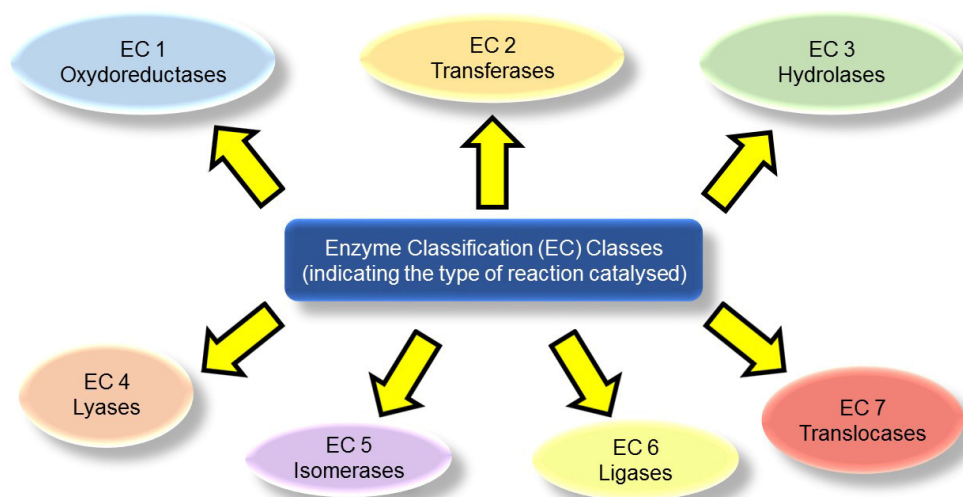 EC 1
Oxydoreductases
EC 2
Transferases
EC 3
Hydrolases
Enzyme Classification (EC) Classes
(indicating the type of reaction catalysed)
EC 4
Lyases
EC 5
Isomerases
EC 6
Ligases
EC 7
Translocases